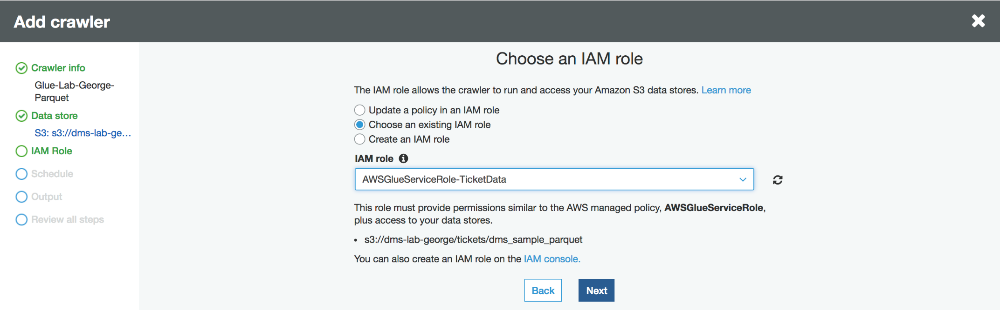 Add crawler
Crawler info
Glue-Lab-George-
Parquet
Data store
S3: s3://dms-lab-ge...
IAM Role
Schedule
Output
Review all steps
Choose an IAM role
The IAM role allows the crawler to run and access your Amazon S3 data stores. Learn more
Update a policy in an IAM role
Choose an existing IAM role
Create an IAM role
IAM role
AWSGlueServiceRole-TicketData
This role must provide permissions similar to the AWS managed policy, AWSGlueServiceRole,
plus access to your data stores.
• s3://dms-lab-george/tickets/dms_sample_parquet
You can also create an IAM role on the IAM console.
Back
Next